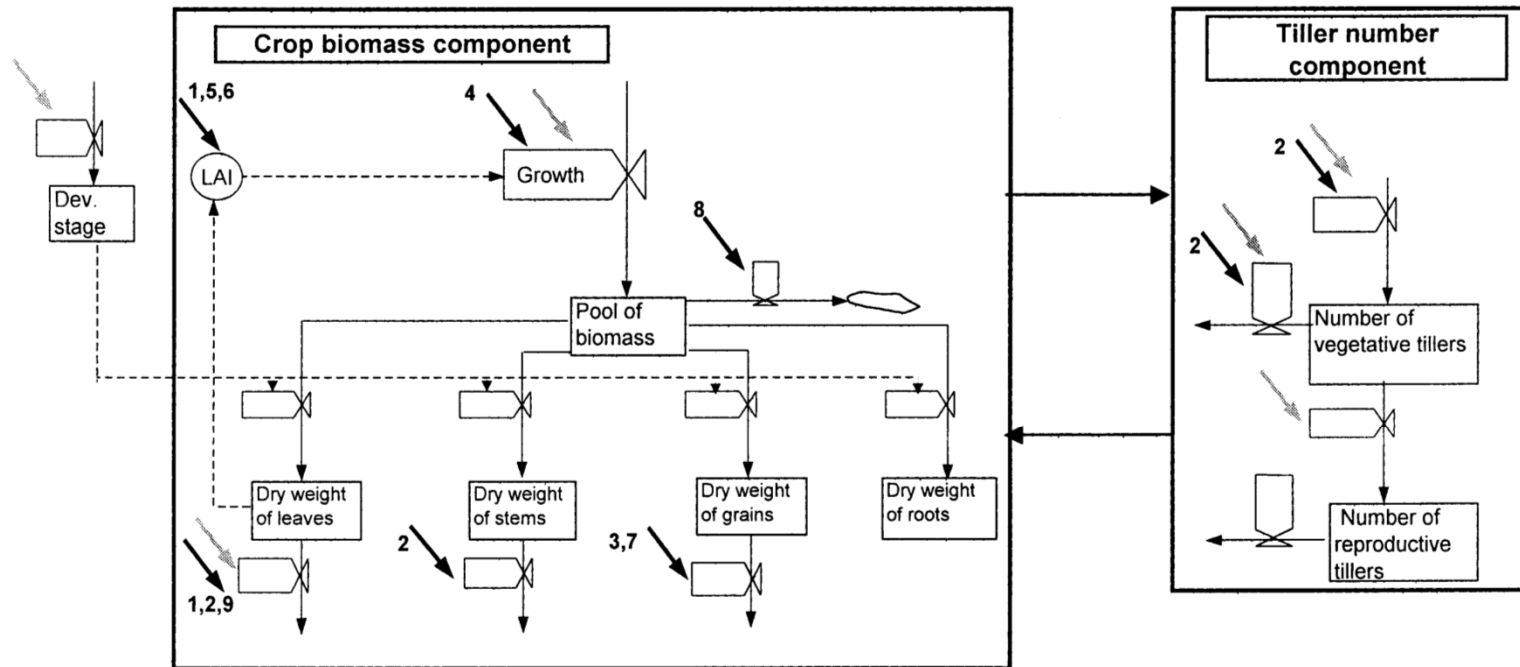 Crop biomass component
Tiller number
component
1,5,6
4
LAI
Growth
2
Dev.
stage
8
2
Pool of
biomass
Number of
vegetative tillers
Dry weight
of leaves
Dry weight
of stems
Dry weight
of grains
Dry weight
of roots
Number of
reproductive
tillers
2
3,7
1,2,9